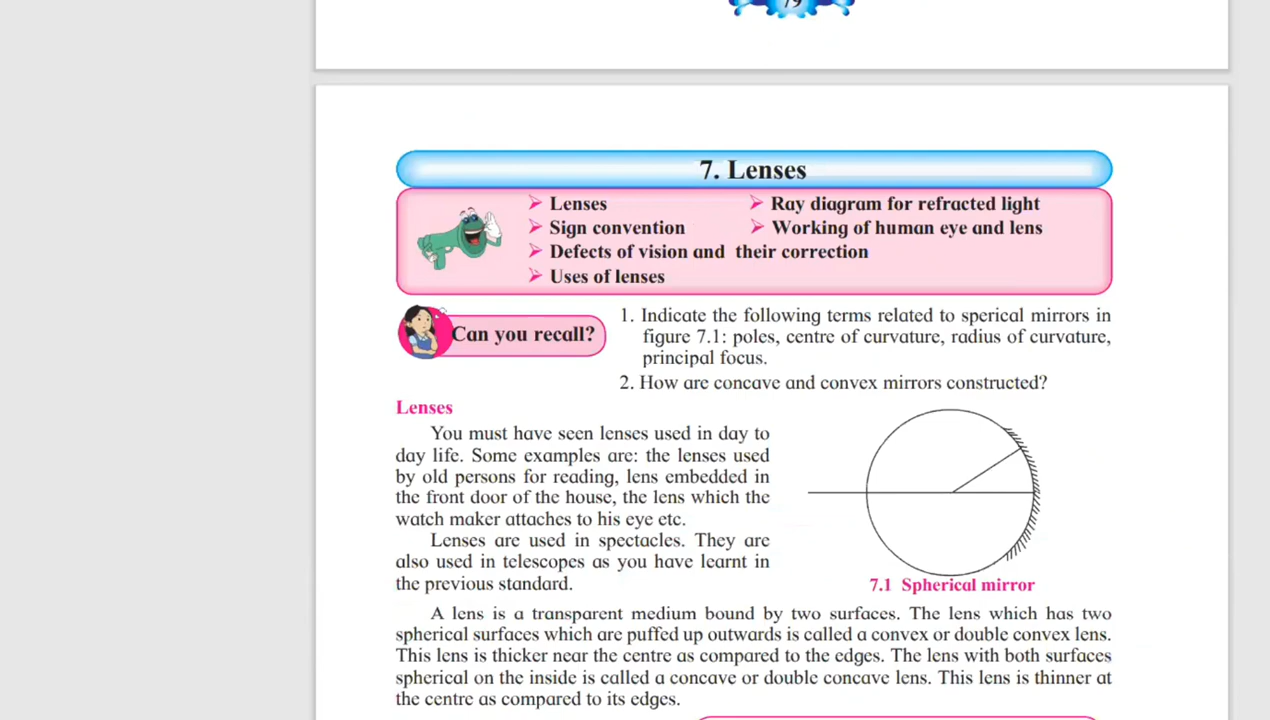 79
7. Lenses
Lenses
Ray diagram for refracted light
Sign convention
Working of human eye and lens
Defects of vision and their correction
Uses of lenses
Can you recall?
1. Indicate the following terms related to sperical mirrors in
figure 7.1: poles, centre of curvature, radius of curvature,
principal focus.
2. How are concave and convex mirrors constructed?
Lenses
You must have seen lenses used in day to
day life. Some examples are: the lenses used
by old persons for reading, lens embedded in
the front door of the house, the lens which the
watch maker attaches to his eye etc.
Lenses are used in spectacles. They are
also used in telescopes as you have learnt in
the previous standard.
7.1 Spherical mirror
A lens is a transparent medium bound by two surfaces. The lens which has two
spherical surfaces which are puffed up outwards is called a convex or double convex lens.
This lens is thicker near the centre as compared to the edges. The lens with both surfaces
spherical on the inside is called a concave or double concave lens. This lens is thinner at
the centre as compared to its edges.